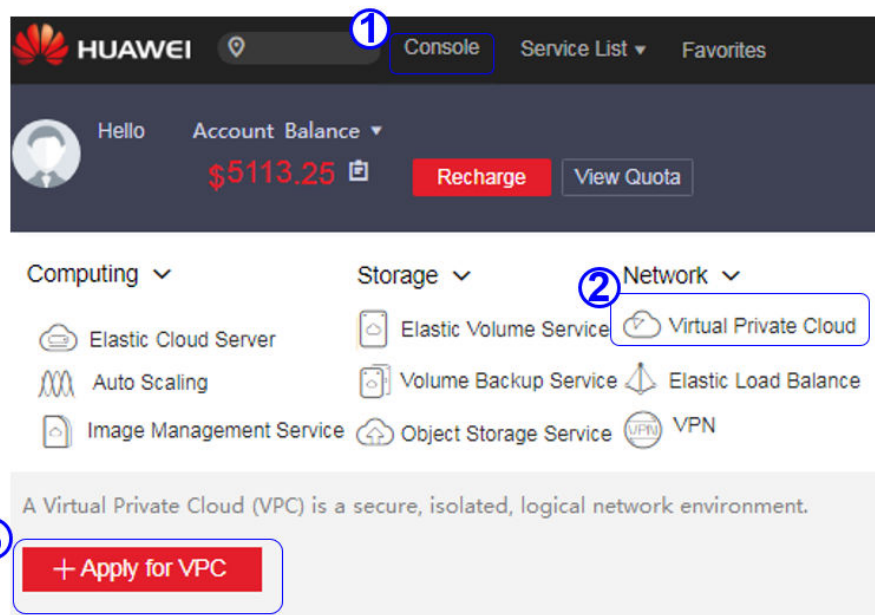 1
HUAWEI Console Service List Favorites
Hello Account Balance
$5113.25 Recharge View Quota
Computing Storage Network
2
Elastic Cloud Server Elastic Volume Service Virtual Private Cloud
Auto Scaling Volume Backup Service Elastic Load Balance
Image Management Service Object Storage Service VPN VPN
A Virtual Private Cloud (VPC) is a secure, isolated, logical network environment.
+ Apply for VPC